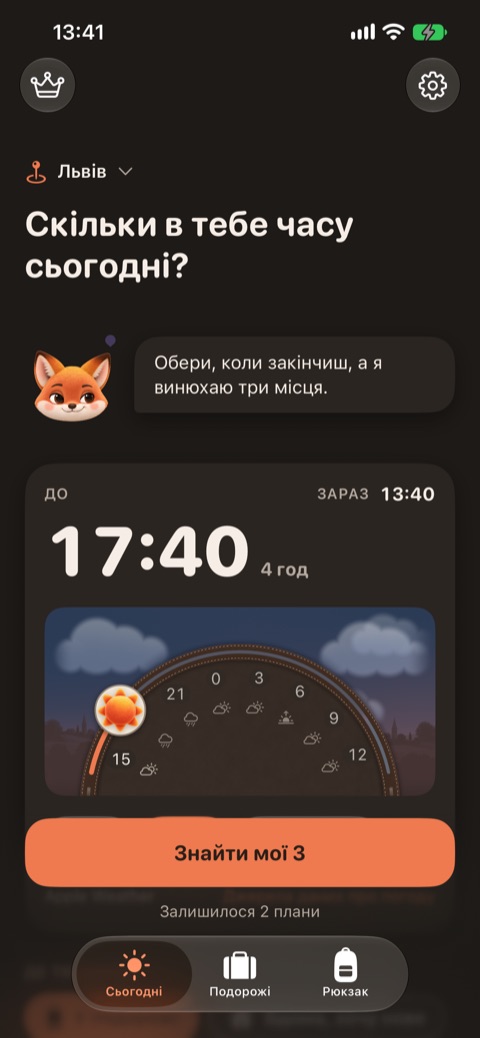 13:41
Львів
Скільки в тебе часу
сьогодні?
Обери, коли закінчиш, а я
винюхаю три місця.
ДО
ЗАРАЗ 13:40
17:40 4 год
15
21
0
3
6
9
12
Знайти мої 3
Залишилося 2 плани
Сьогодні
Подорожі
Рюкзак